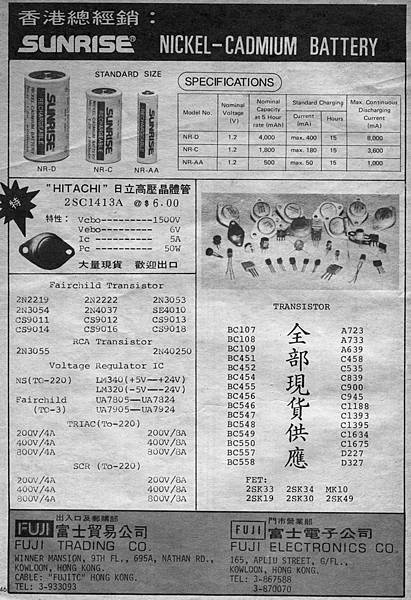 香港總經銷：
SUNRISE® NICKEL-CADMIUM BATTERY
STANDARD SIZE
SUNRISE
SUNRISE
SUNRISE
NR-D
NR-C
NR-AA
SPECIFICATIONS
Model No. Nominal Voltage (V) Nominal Capacity at 5 Hour rate (mAh) Standard Charging Current (mA) Hours Max. Continuous Discharging Current (mA)
NR-D 1.2 4,000 max. 400 15 8,000
NR-C 1.2 1,800 max. 180 15 3,600
NR-AA 1.2 500 max. 50 15 1,000
特
"HITACHI" 日立高壓晶體管
2SC1413A @$6.00
特性： Vcbo 1500V
Vebo 6V
Ic 5A
Pc 50W
大量現貨 歡迎出口
Fairchild Transistor
2N2219 2N2222 2N3053
2N3054 2N4037 SE4010
CS9011 CS9012 CS9013
CS9014 CS9016 CS9018
RCA Transistor
2N3055 2N40250
Voltage Regulator IC
NS(TO-220) LM340(+5V--+24V)
LM320(-5V---24V)
Fairchild UA7805--UA7824
(TO-3) UA7905--UA7924
TRIAC(To-220)
200V/4A 200V/8A
400V/4A 400V/8A
800V/4A 800V/8A
SCR (To-220)
200V/4A 200V/8A
400V/4A 400V/8A
800V/4A 800V/8A
TRANSISTOR
全部現貨供應
BC107 A723
BC108 A733
BC109 A639
BC451 C458
BC452 C535
BC454 C839
BC455 C900
BC456 C945
BC546 C1188
BC547 C1393
BC548 C1395
BC549 C1634
BC550 C1675
BC557 D227
BC558 D327
FET:
2SK33 2SK34 MK10
2SK19 2SK30 2SK49
出入口及郵購部
FUJI 富士貿易公司
FUJI TRADING CO.
WINNER MANSION, 9TH FL., 695A, NATHAN RD.,
KOWLOON, HONG KONG.
CABLE: "FUJITC" HONG KONG.
TEL: 3-933093
門市營業部
FUJI 富士電子公司
FUJI ELECTRONICS CO.
165, APLIU STREET, G/FL.,
KOWLOON, HONG KONG.
TEL: 3-867588
3-870070